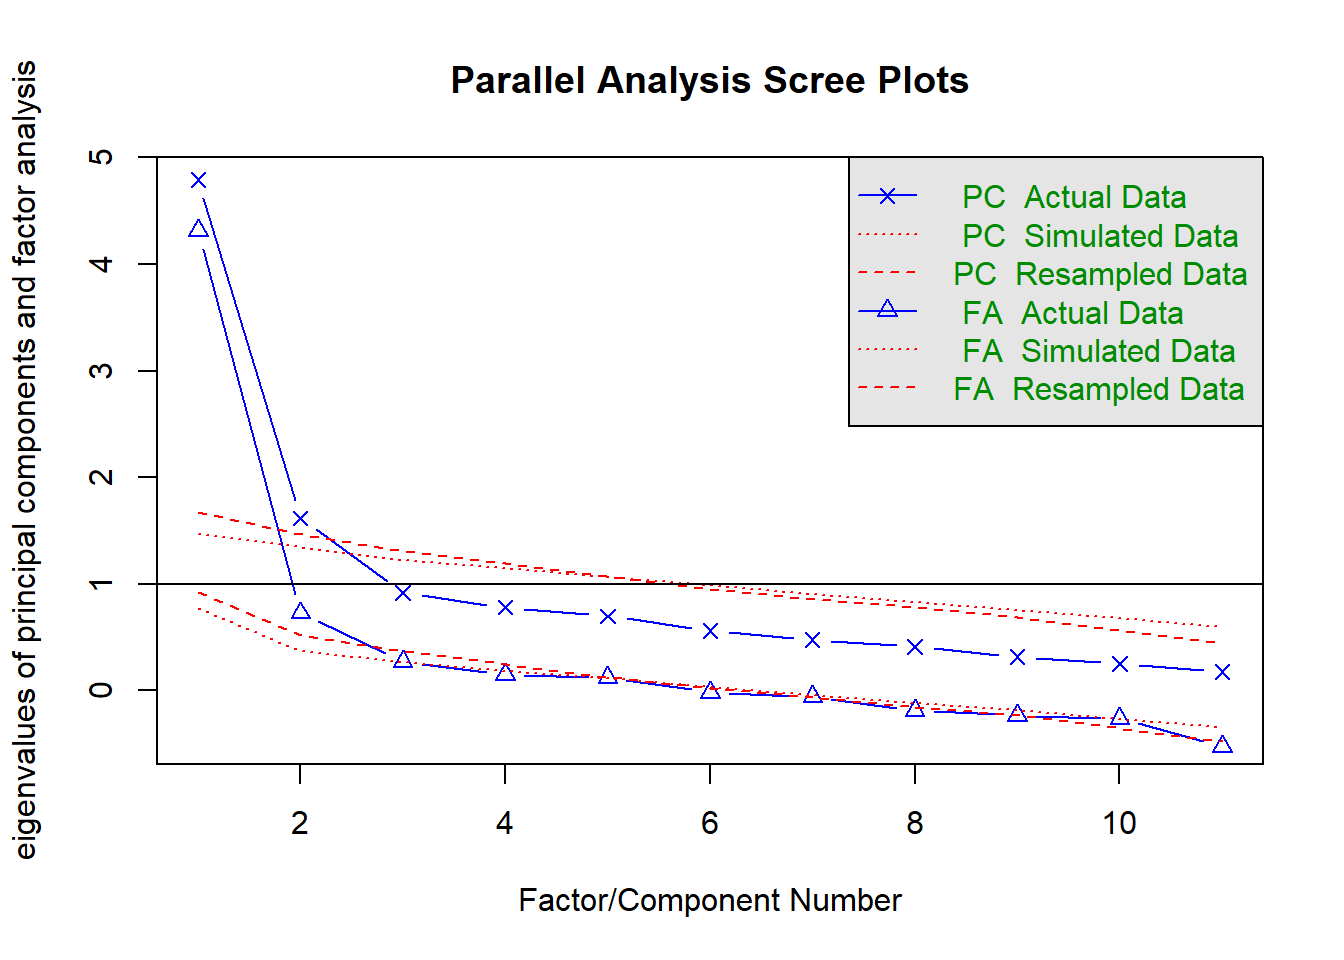 Parallel Analysis Scree Plots
eigenvalues of principal components and factor analysis
5
4
3
2
1
0
PC Actual Data
PC Simulated Data
PC Resampled Data
FA Actual Data
FA Simulated Data
FA Resampled Data
2 4 6 8 10
Factor/Component Number